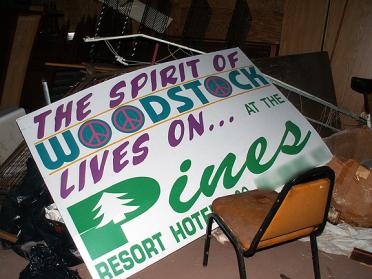 THE SPIRIT OF
WOODSTOCK
LIVES ON... AT THE
Pines
RESORT HOTEL